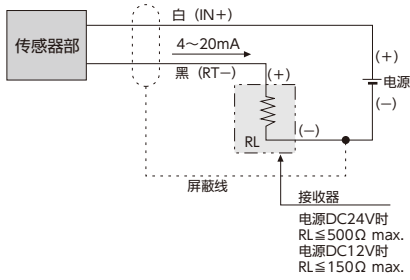 白（IN+）
传感器部
4～20mA
(+)
黑（RT−）
(+)
电源
(−)
(−)
RL
屏蔽线
接收器
电源DC24V时
RL≦500Ω max.
电源DC12V时
RL≦150Ω max.